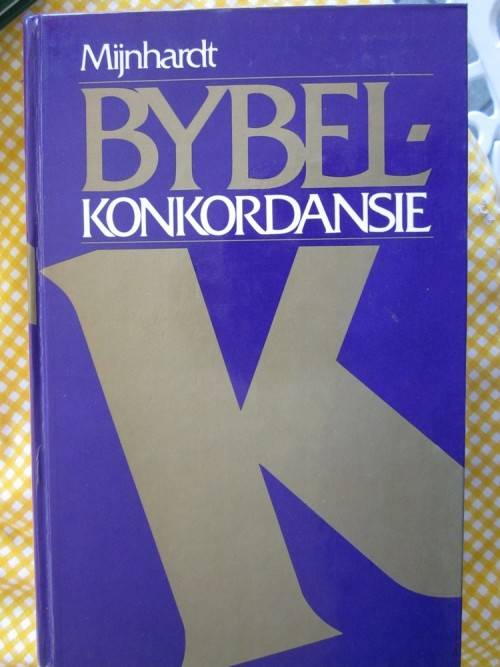 Mijnhardt
BYBEL-
KONKORDANSIE
K